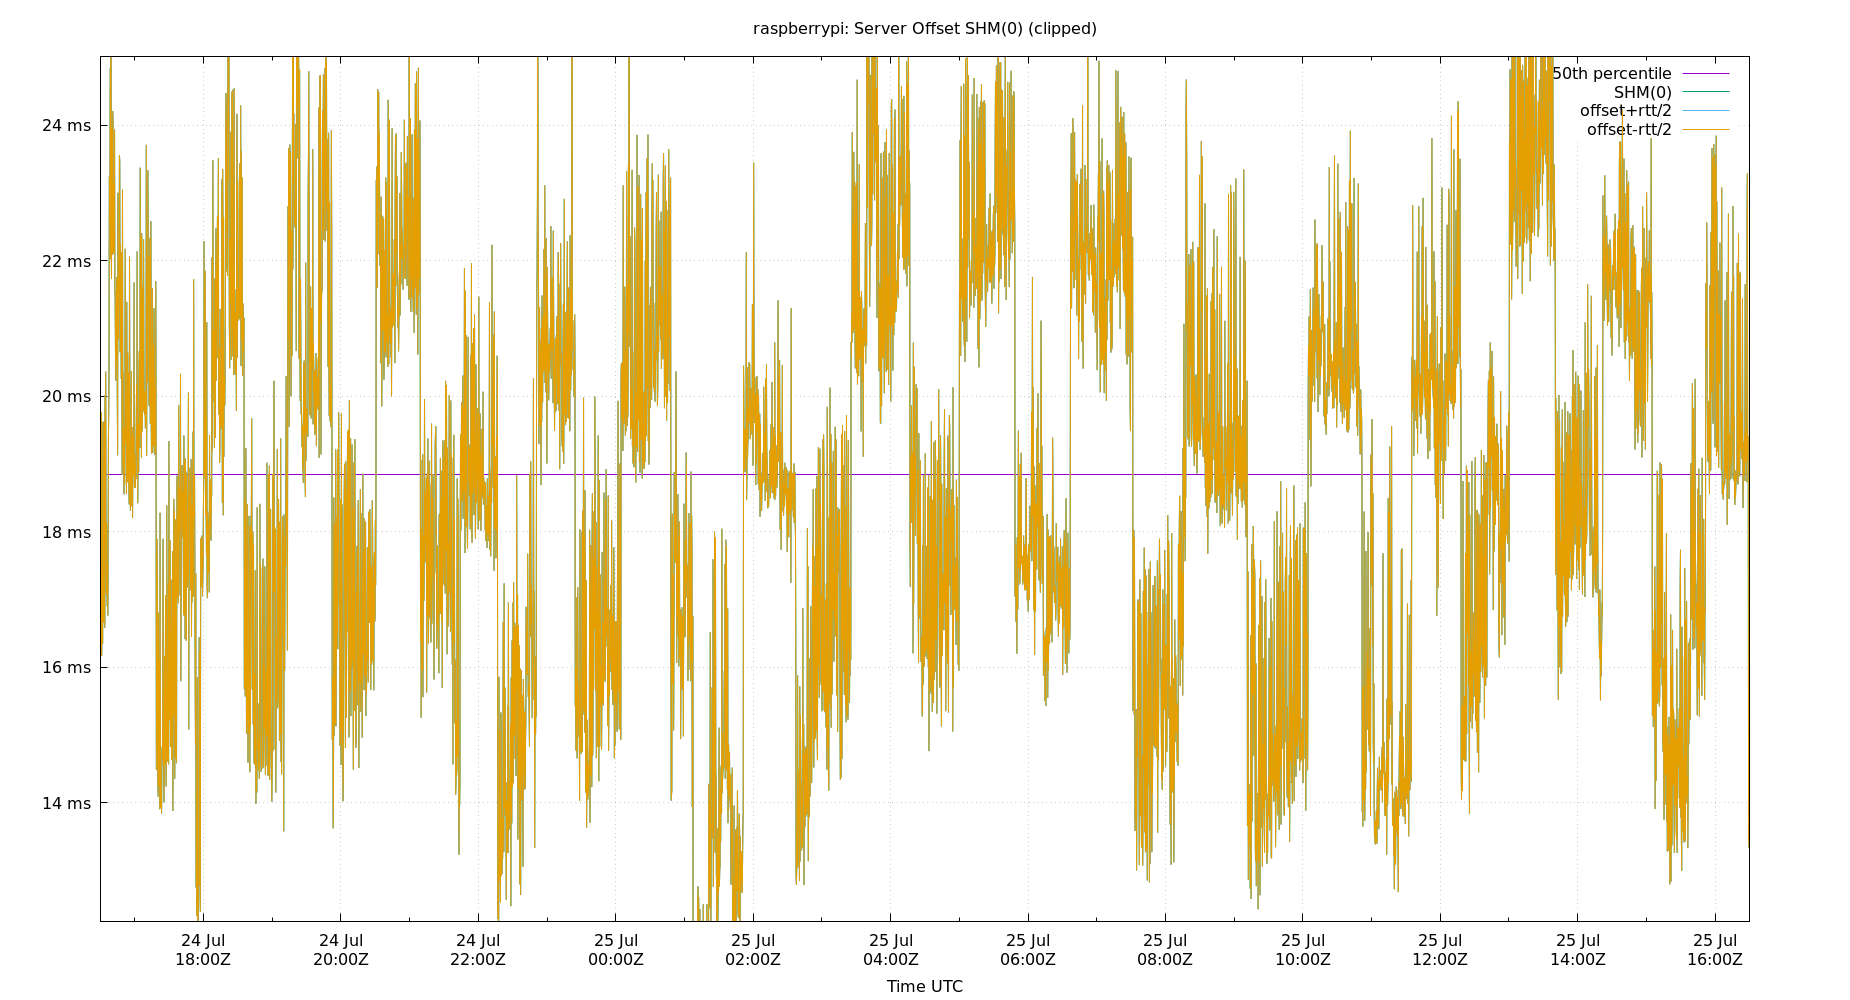 raspberrypi: Server Offset SHM(0) (clipped)
50th percentile
SHM(0)
offset+rtt/2
offset-rtt/2
24 ms
22 ms
20 ms
18 ms
16 ms
14 ms
24 Jul 24 Jul 24 Jul 25 Jul 25 Jul 25 Jul 25 Jul 25 Jul 25 Jul 25 Jul 25 Jul 25 Jul
18:00Z 20:00Z 22:00Z 00:00Z 02:00Z 04:00Z 06:00Z 08:00Z 10:00Z 12:00Z 14:00Z 16:00Z
Time UTC